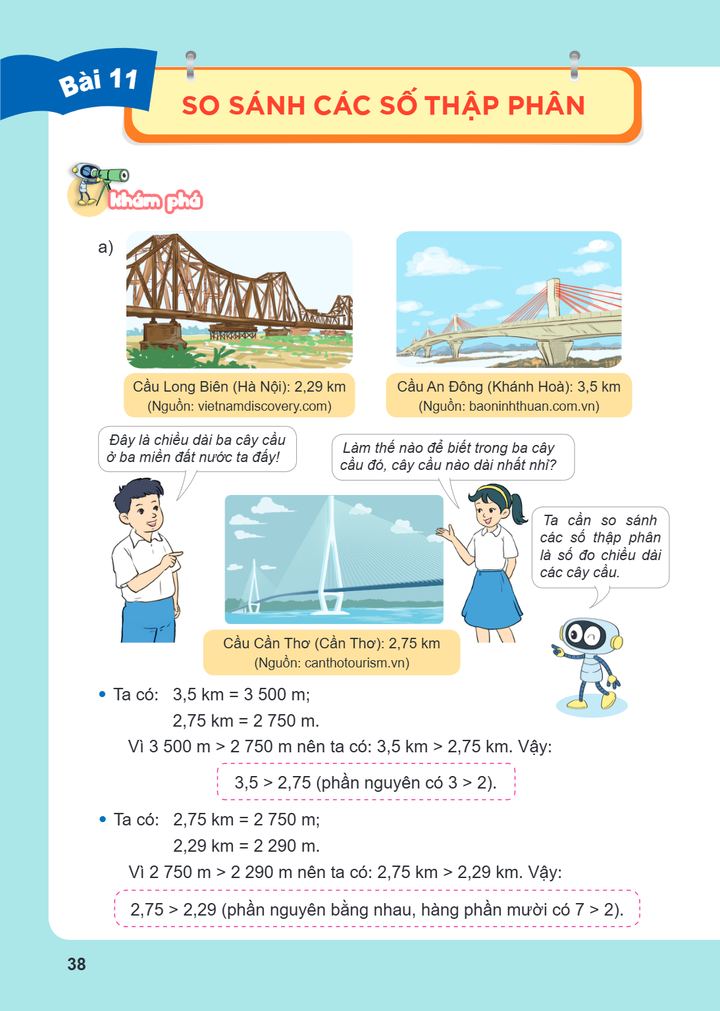 Bài 11
SO SÁNH CÁC SỐ THẬP PHÂN
Khám phá
a)
Cầu Long Biên (Hà Nội): 2,29 km
(Nguồn: vietnamdiscovery.com)
Cầu An Đông (Khánh Hoà): 3,5 km
(Nguồn: baoninhthuan.com.vn)
Đây là chiều dài ba cây cầu
ở ba miền đất nước ta đấy!
Làm thế nào để biết trong ba cây
cầu đó, cây cầu nào dài nhất nhỉ?
Ta cần so sánh
các số thập phân
là số đo chiều dài
các cây cầu.
Cầu Cần Thơ (Cần Thơ): 2,75 km
(Nguồn: canthotourism.vn)
• Ta có: 3,5 km = 3 500 m;
2,75 km = 2 750 m.
Vì 3 500 m > 2 750 m nên ta có: 3,5 km > 2,75 km. Vậy:
3,5 > 2,75 (phần nguyên có 3 > 2).
• Ta có: 2,75 km = 2 750 m;
2,29 km = 2 290 m.
Vì 2 750 m > 2 290 m nên ta có: 2,75 km > 2,29 km. Vậy:
2,75 > 2,29 (phần nguyên bằng nhau, hàng phần mười có 7 > 2).
38